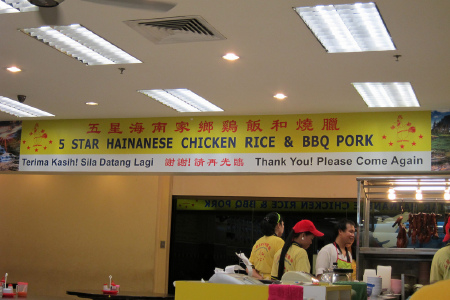 五星海南家鄉鷄飯和燒臘
5 STAR HAINANESE CHICKEN RICE & BBQ PORK
Terima Kasih! Sila Datang Lagi 謝謝!請再光臨 Thank You! Please Come Again